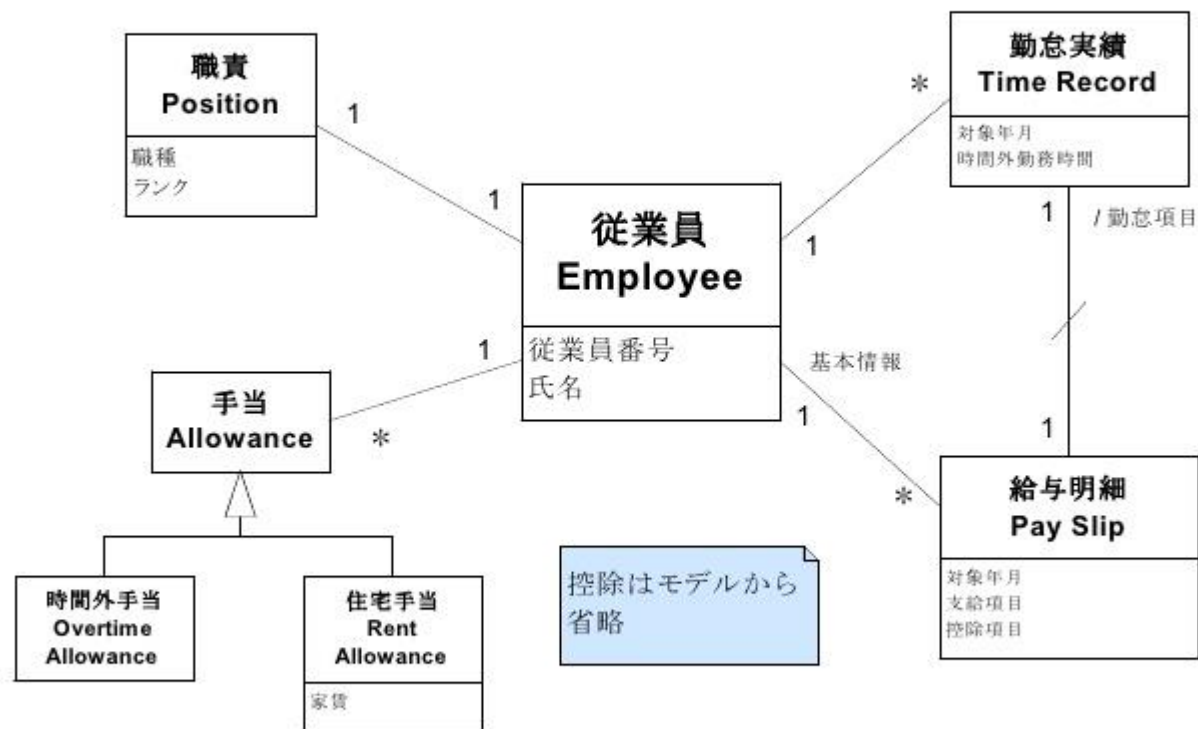 職責
Position
職種
ランク
1
1
勤怠実績
Time Record
対象年月
時間外勤務時間
*
1
従業員
Employee
従業員番号
氏名
1
/ 勤怠項目
1
手当
Allowance
1
*
基本情報
1
*
給与明細
Pay Slip
対象年月
支給項目
控除項目
時間外手当
Overtime
Allowance
住宅手当
Rent
Allowance
家賃
控除はモデルから
省略